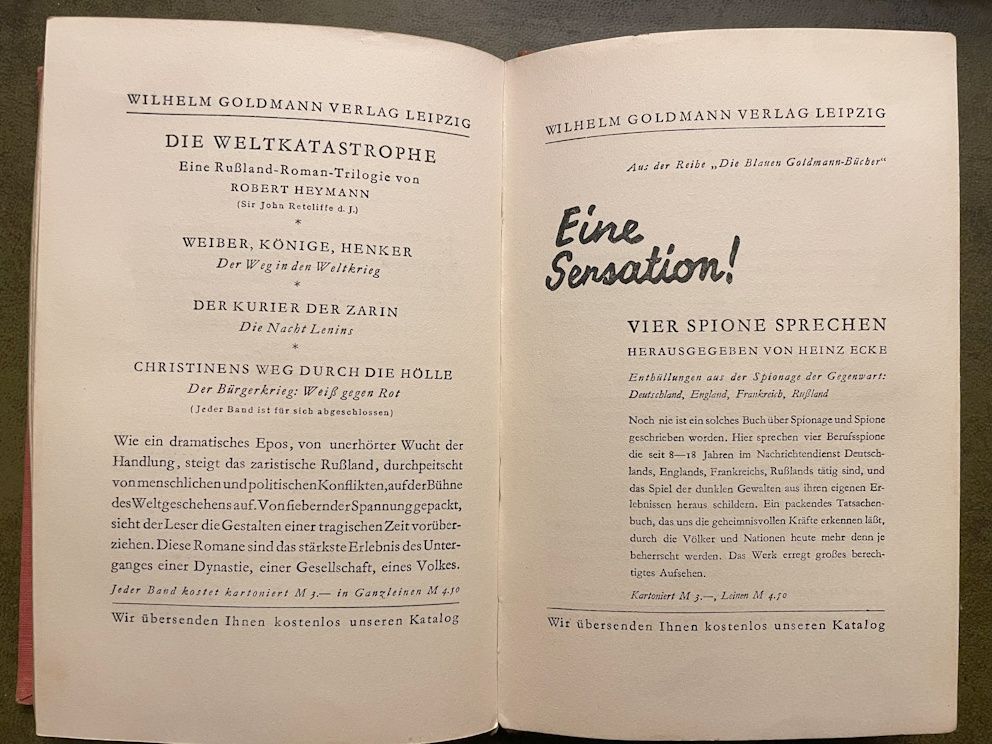 WILHELM GOLDMANN VERLAG LEIPZIG
DIE WELTKATASTROPHE
Eine Rußland-Roman-Trilogie von
ROBERT HEYMANN
(Sir John Retcliffe d. J.)
*
WEIBER, KÖNIGE, HENKER
Der Weg in den Weltkrieg
*
DER KURIER DER ZARIN
Die Nacht Lenins
*
CHRISTINENS WEG DURCH DIE HÖLLE
Der Bürgerkrieg: Weiß gegen Rot
(Jeder Band ist für sich abgeschlossen)
Wie ein dramatisches Epos, von unerhörter Wucht der
Handlung, steigt das zaristische Rußland, durchpeitscht
von menschlichen und politischen Konflikten, auf der Bühne
des Weltgeschehens auf. Von fiebernder Spannung gepackt,
sieht der Leser die Gestalten einer tragischen Zeit vorüber-
ziehen. Diese Romane sind das stärkste Erlebnis des Unter-
ganges einer Dynastie, einer Gesellschaft, eines Volkes.
Jeder Band kostet kartoniert M 3.— in Ganzleinen M 4.50
Wir übersenden Ihnen kostenlos unseren Katalog
WILHELM GOLDMANN VERLAG LEIPZIG
Aus der Reihe „Die Blauen Goldmann-Bücher“
Eine
Sensation!
VIER SPIONE SPRECHEN
HERAUSGEGEBEN VON HEINZ ECKE
Enthüllungen aus der Spionage der Gegenwart:
Deutschland, England, Frankreich, Rußland
Noch nie ist ein solches Buch über Spionage und Spione
geschrieben worden. Hier sprechen vier Berufsspione
die seit 8—18 Jahren im Nachrichtendienst Deutsch-
lands, Englands, Frankreichs, Rußlands tätig sind, und
das Spiel der dunklen Gewalten aus ihren eigenen Er-
lebnissen heraus schildern. Ein packendes Tatsachen-
buch, das uns die geheimnisvollen Kräfte erkennen läßt,
durch die Völker und Nationen heute mehr denn je
beherrscht werden. Das Werk erregt großes berech-
tigtes Aufsehen.
Kartoniert M 3.—, Leinen M 4.50
Wir übersenden Ihnen kostenlos unseren Katalog